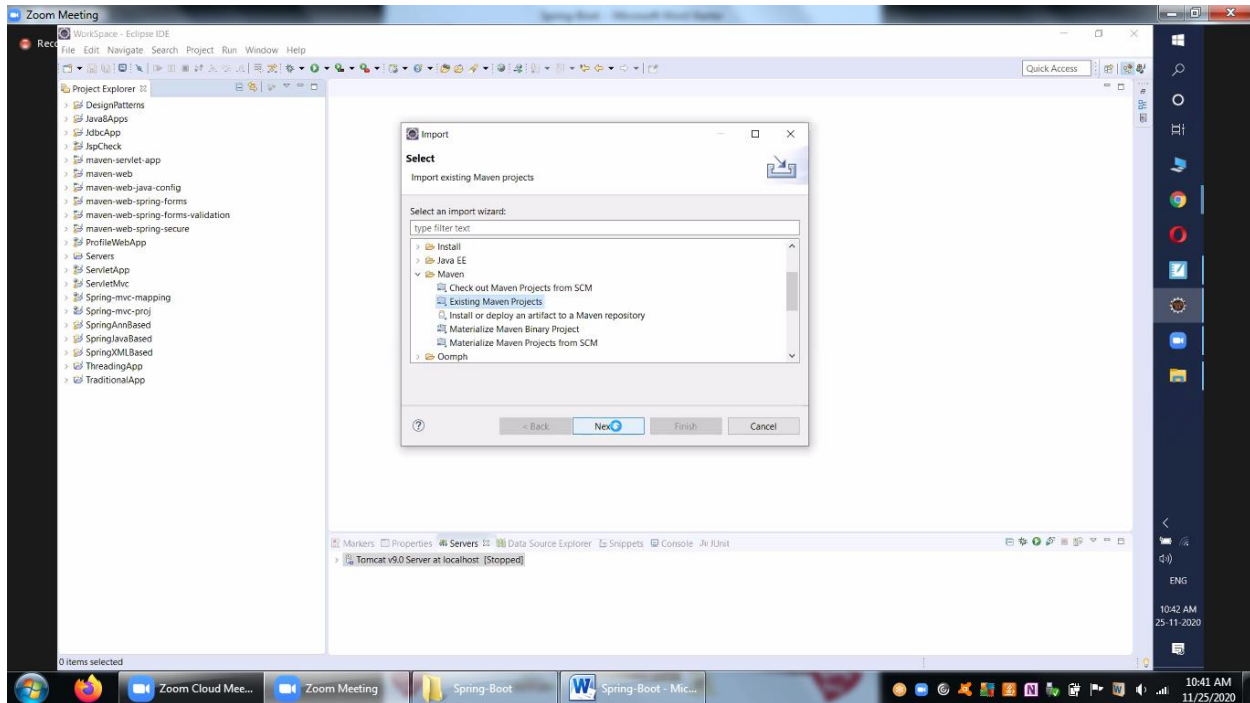 Zoom Meeting
WorkSpace - Eclipse IDE
File Edit Navigate Search Project Run Window Help
Quick Access
Project Explorer
DesignPatterns
Java8Apps
JdbcApp
JspCheck
maven-servlet-app
maven-web
maven-web-java-config
maven-web-spring-forms
maven-web-spring-forms-validation
maven-web-spring-secure
ProfileWebApp
Servers
ServletApp
ServletMvc
Spring-mvc-mapping
Spring-mvc-proj
SpringAnnBased
SpringJavaBased
SpringXMLBased
ThreadingApp
TraditionalApp
Import
Select
Import existing Maven projects
Select an import wizard:
type filter text
Install
Java EE
Maven
Check out Maven Projects from SCM
Existing Maven Projects
Install or deploy an artifact to a Maven repository
Materialize Maven Binary Project
Materialize Maven Projects from SCM
Oomph
< Back Nex Finish Cancel
Markers Properties Servers Data Source Explorer Snippets Console JUnit
Tomcat v9.0 Server at localhost [Stopped]
0 items selected
ENG
10:42 AM
25-11-2020
Zoom Cloud Mee... Zoom Meeting Spring-Boot Spring-Boot - Mic...
10:41 AM
11/25/2020